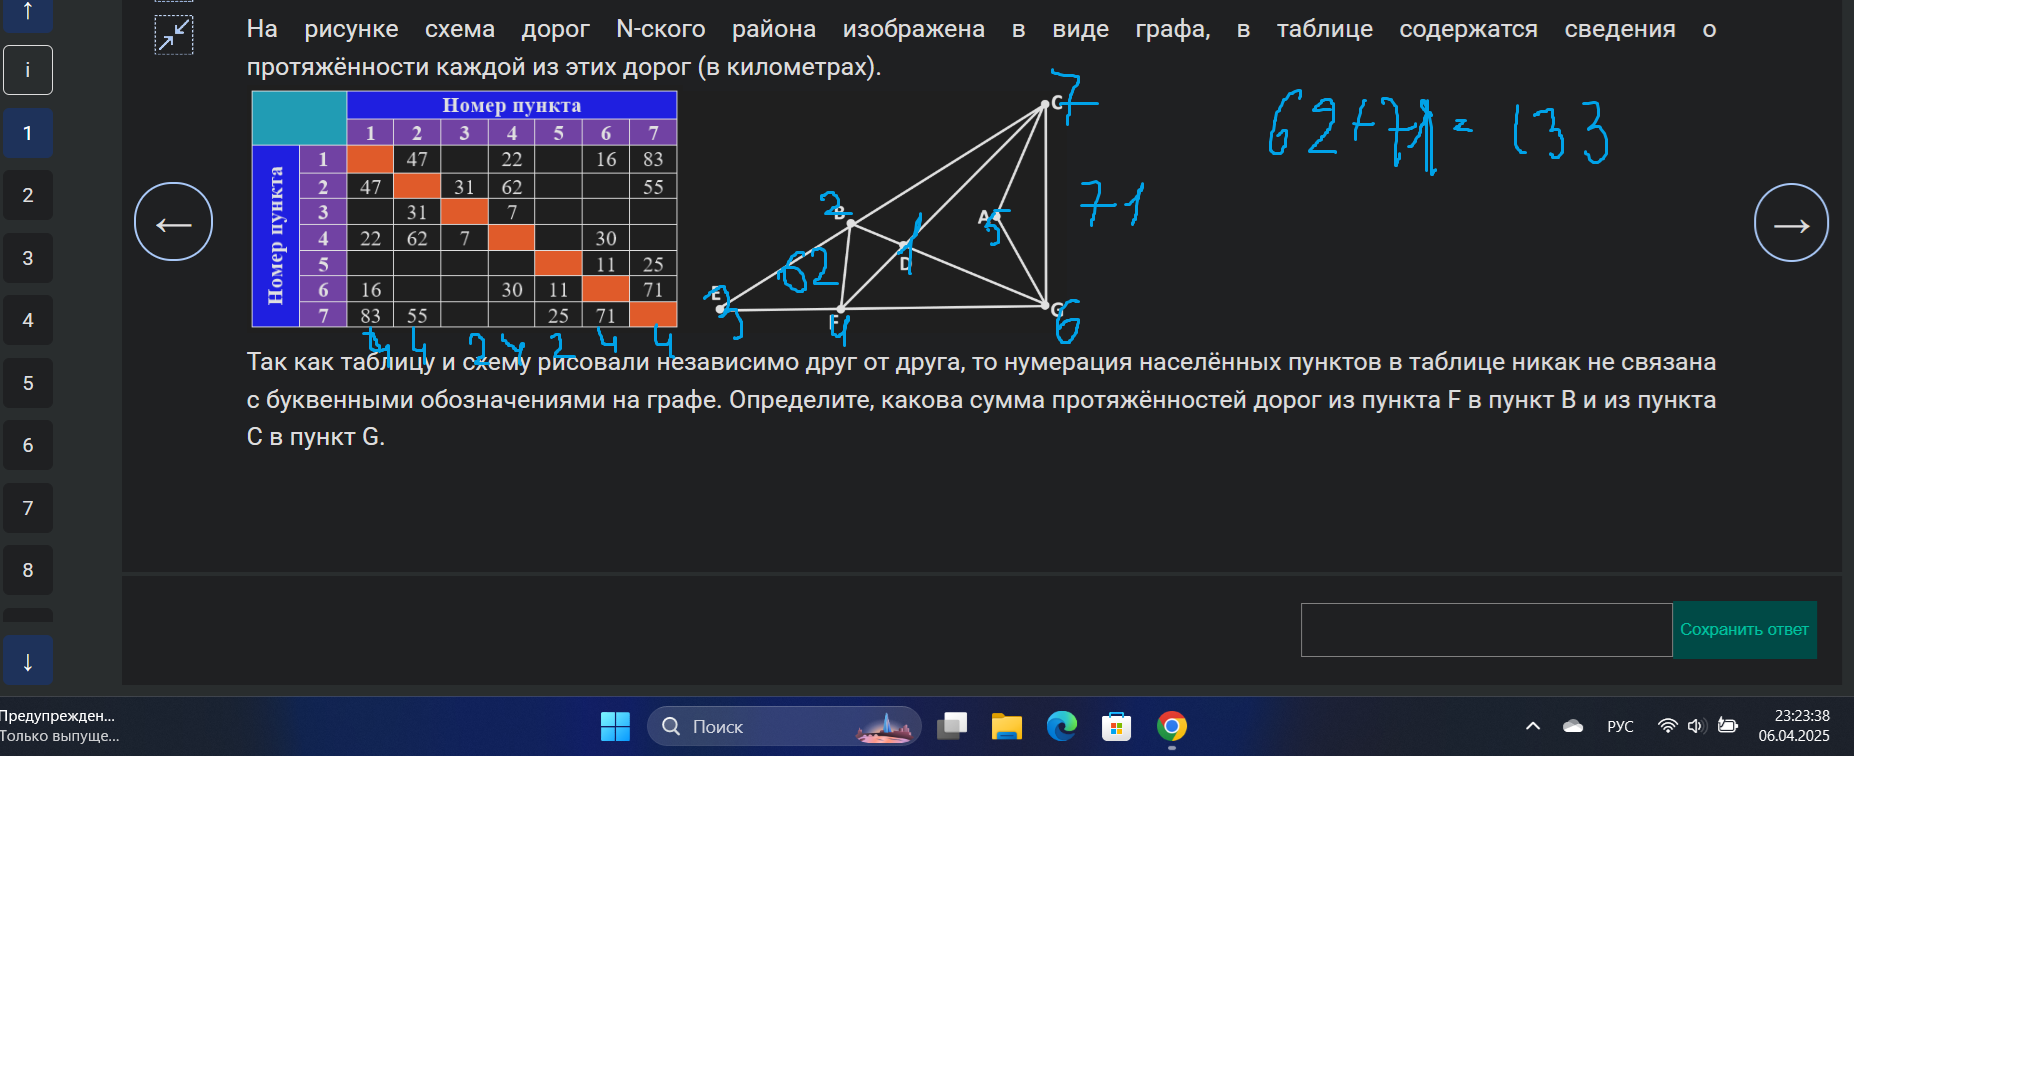 На рисунке схема дорог N-ского района изображена в виде графа, в таблице содержатся сведения о
протяжённости каждой из этих дорог (в километрах).
i
1
2
3
4
5
6
7
8
Номер пункта
1 2 3 4 5 6 7
Номер пункта
1 47 22 16 83
2 47 31 62 55
3 31 7
4 22 62 7 30
5 11 25
6 16 30 11 71
7 83 55 25 71
4 4 2 4 2 4 4
C 7
B 2
A 5
D 1
E 3
F 4
G 6
62
71
62+71=133
Так как таблицу и схему рисовали независимо друг от друга, то нумерация населённых пунктов в таблице никак не связана
с буквенными обозначениями на графе. Определите, какова сумма протяжённостей дорог из пункта F в пункт B и из пункта
C в пункт G.
Сохранить ответ
Предупрежден...
Только выпуще...
Поиск
РУС
23:23:38
06.04.2025